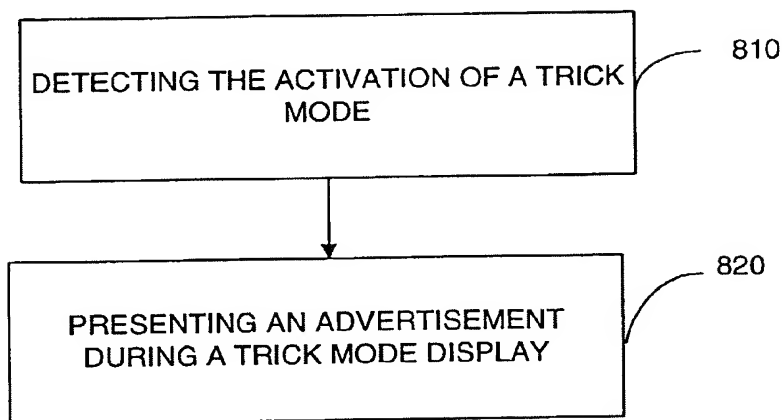 DETECTING THE ACTIVATION OF A TRICK
MODE
810
PRESENTING AN ADVERTISEMENT
DURING A TRICK MODE DISPLAY
820